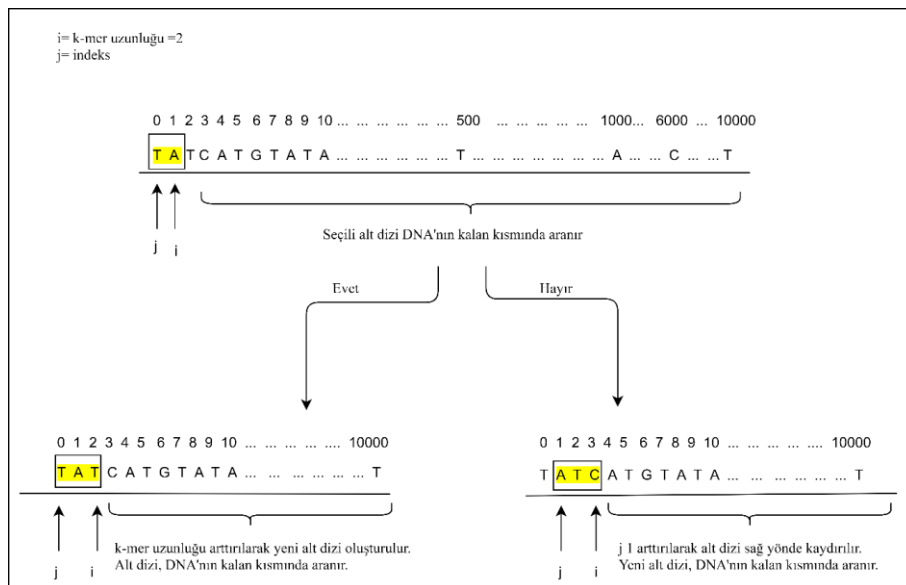 i= k-mer uzunluğu =2
j= indeks
0 1 2 3 4 5 6 7 8 9 10 ... ... ... ... ... ... 500 ... ... ... ... ... ... 1000... 6000 ... 10000
T A T C A T G T A T A ... ... ... ... ... ... T ... ... ... ... ... ... A ... ... C ... ... T
j i
Seçili alt dizi DNA'nın kalan kısmında aranır
Evet Hayır
0 1 2 3 4 5 6 7 8 9 10 ... ... ... ... .... 10000
T A T C A T G T A T A ... ... ... ... ... ... T
j i
k-mer uzunluğu arttırılarak yeni alt dizi oluşturulur.
Alt dizi, DNA'nın kalan kısmında aranır.
0 1 2 3 4 5 6 7 8 9 10 ... ... ... ... .... 10000
T A T C A T G T A T A ... ... ... ... ... ... T
j i
j 1 arttırılarak alt dizi sağ yönde kaydırılır.
Yeni alt dizi, DNA'nın kalan kısmında aranır.